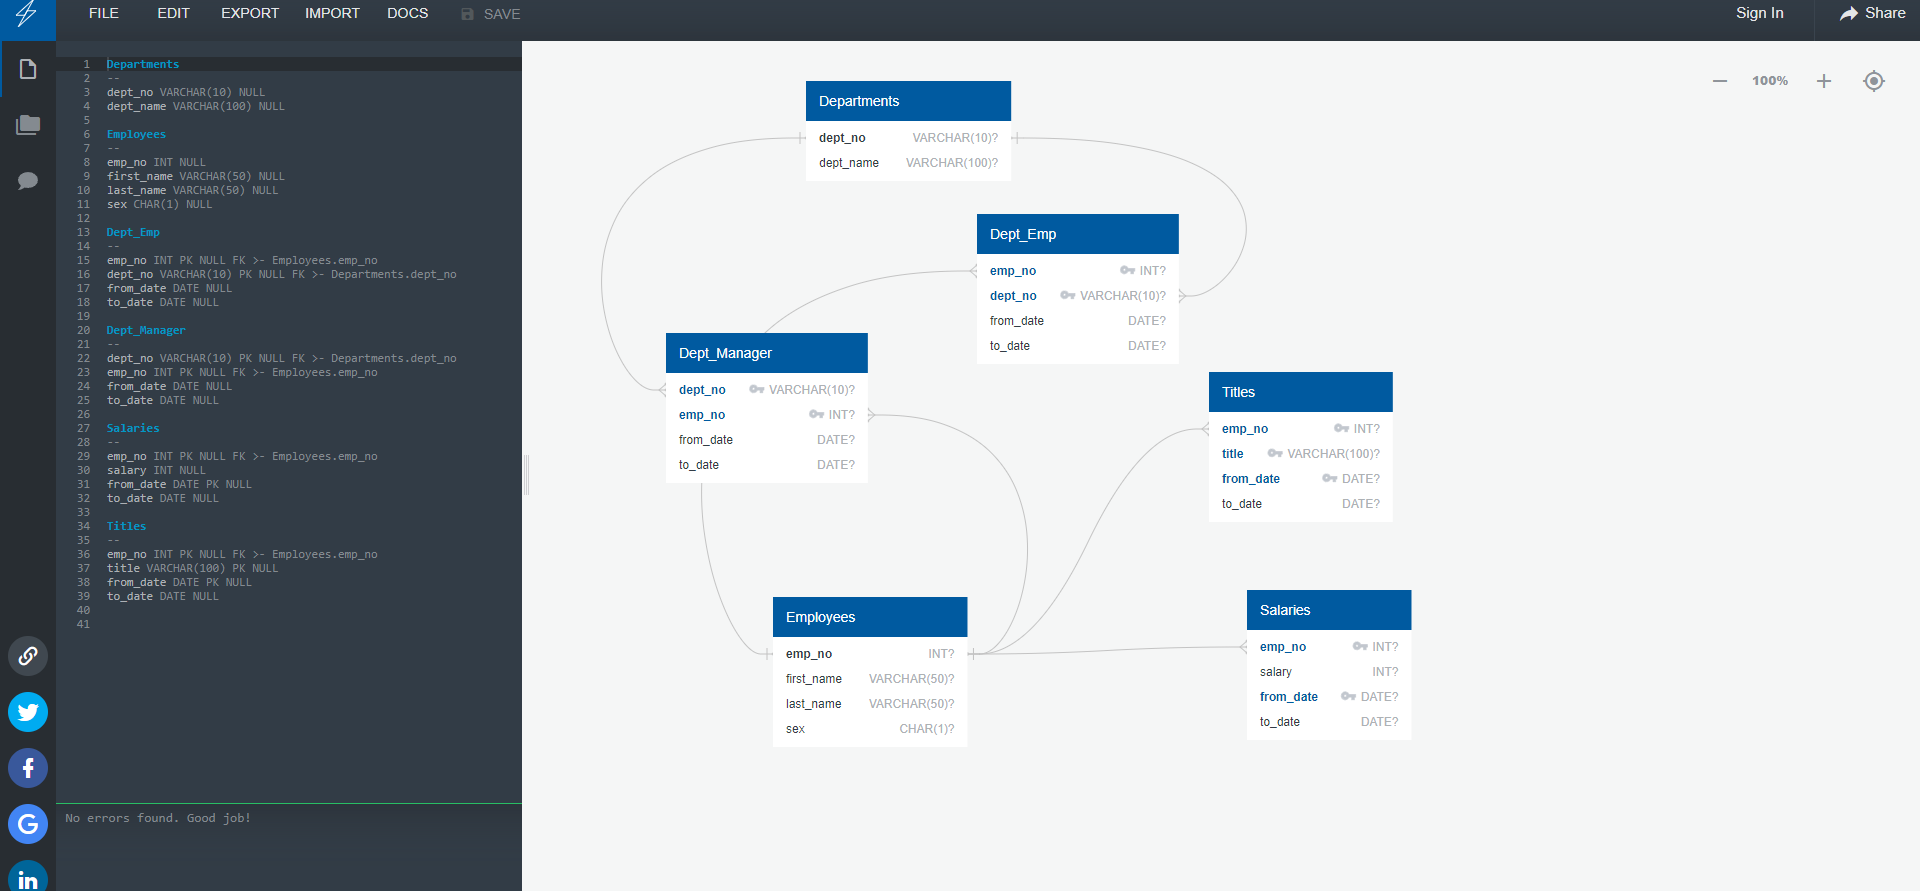 FILE EDIT EXPORT IMPORT DOCS SAVE Sign In Share
1 Departments
2 --
3 dept_no VARCHAR(10) NULL
4 dept_name VARCHAR(100) NULL
5
6 Employees
7 --
8 emp_no INT NULL
9 first_name VARCHAR(50) NULL
10 last_name VARCHAR(50) NULL
11 sex CHAR(1) NULL
12
13 Dept_Emp
14 --
15 emp_no INT PK NULL FK >- Employees.emp_no
16 dept_no VARCHAR(10) PK NULL FK >- Departments.dept_no
17 from_date DATE NULL
18 to_date DATE NULL
19
20 Dept_Manager
21 --
22 dept_no VARCHAR(10) PK NULL FK >- Departments.dept_no
23 emp_no INT PK NULL FK >- Employees.emp_no
24 from_date DATE NULL
25 to_date DATE NULL
26
27 Salaries
28 --
29 emp_no INT PK NULL FK >- Employees.emp_no
30 salary INT NULL
31 from_date DATE PK NULL
32 to_date DATE NULL
33
34 Titles
35 --
36 emp_no INT PK NULL FK >- Employees.emp_no
37 title VARCHAR(100) PK NULL
38 from_date DATE PK NULL
39 to_date DATE NULL
40
41
No errors found. Good job!
100%
Departments
dept_no VARCHAR(10)?
dept_name VARCHAR(100)?
Dept_Emp
emp_no INT?
dept_no VARCHAR(10)?
from_date DATE?
to_date DATE?
Dept_Manager
dept_no VARCHAR(10)?
emp_no INT?
from_date DATE?
to_date DATE?
Titles
emp_no INT?
title VARCHAR(100)?
from_date DATE?
to_date DATE?
Employees
emp_no INT?
first_name VARCHAR(50)?
last_name VARCHAR(50)?
sex CHAR(1)?
Salaries
emp_no INT?
salary INT?
from_date DATE?
to_date DATE?